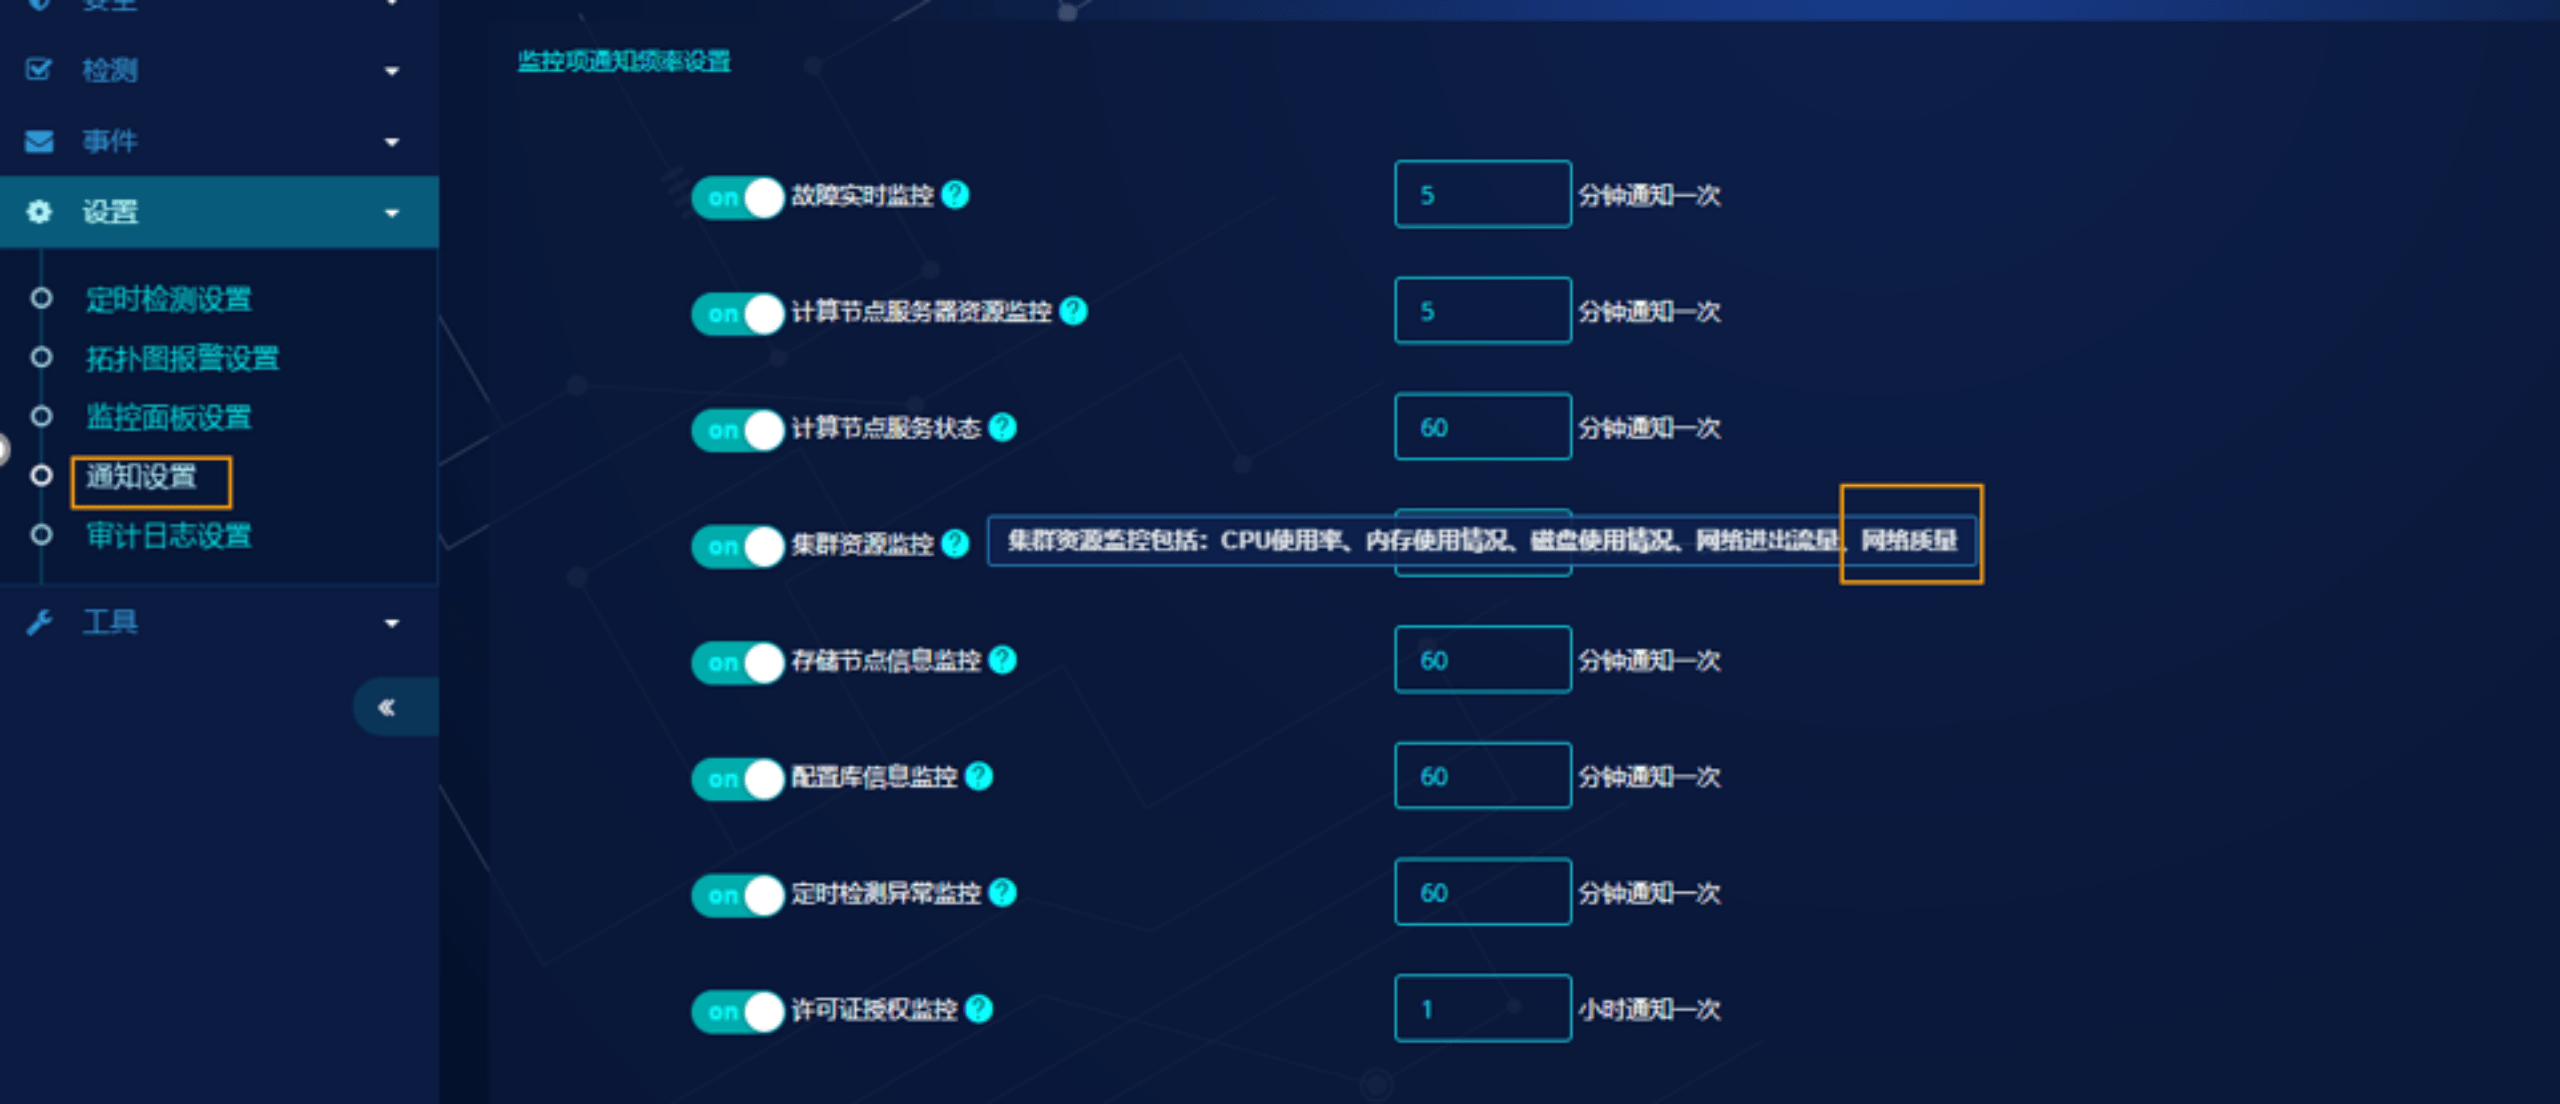 检测
事件
设置
定时检测设置
拓扑图报警设置
监控面板设置
通知设置
审计日志设置
工具
监控项通知频率设置
on 故障实时监控 ? 5 分钟通知一次
on 计算节点服务器资源监控 ? 5 分钟通知一次
on 计算节点服务状态 ? 60 分钟通知一次
on 集群资源监控 ? 集群资源监控包括：CPU使用率、内存使用情况、磁盘使用情况、网络进出流量、网络质量
on 存储节点信息监控 ? 60 分钟通知一次
on 配置库信息监控 ? 60 分钟通知一次
on 定时检测异常监控 ? 60 分钟通知一次
on 许可证授权监控 ? 1 小时通知一次